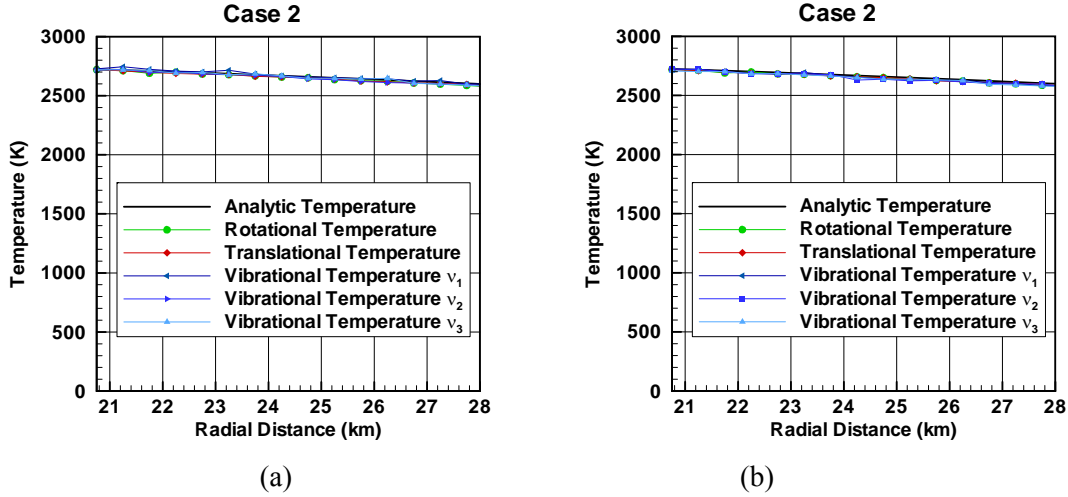 Case 2
3000
2500
2000
1500
1000
500
0
Temperature (K)
Analytic Temperature
Rotational Temperature
Translational Temperature
Vibrational Temperature ν1
Vibrational Temperature ν2
Vibrational Temperature ν3
21 22 23 24 25 26 27 28
Radial Distance (km)
(a)
Case 2
3000
2500
2000
1500
1000
500
0
Temperature (K)
Analytic Temperature
Rotational Temperature
Translational Temperature
Vibrational Temperature ν1
Vibrational Temperature ν2
Vibrational Temperature ν3
21 22 23 24 25 26 27 28
Radial Distance (km)
(b)